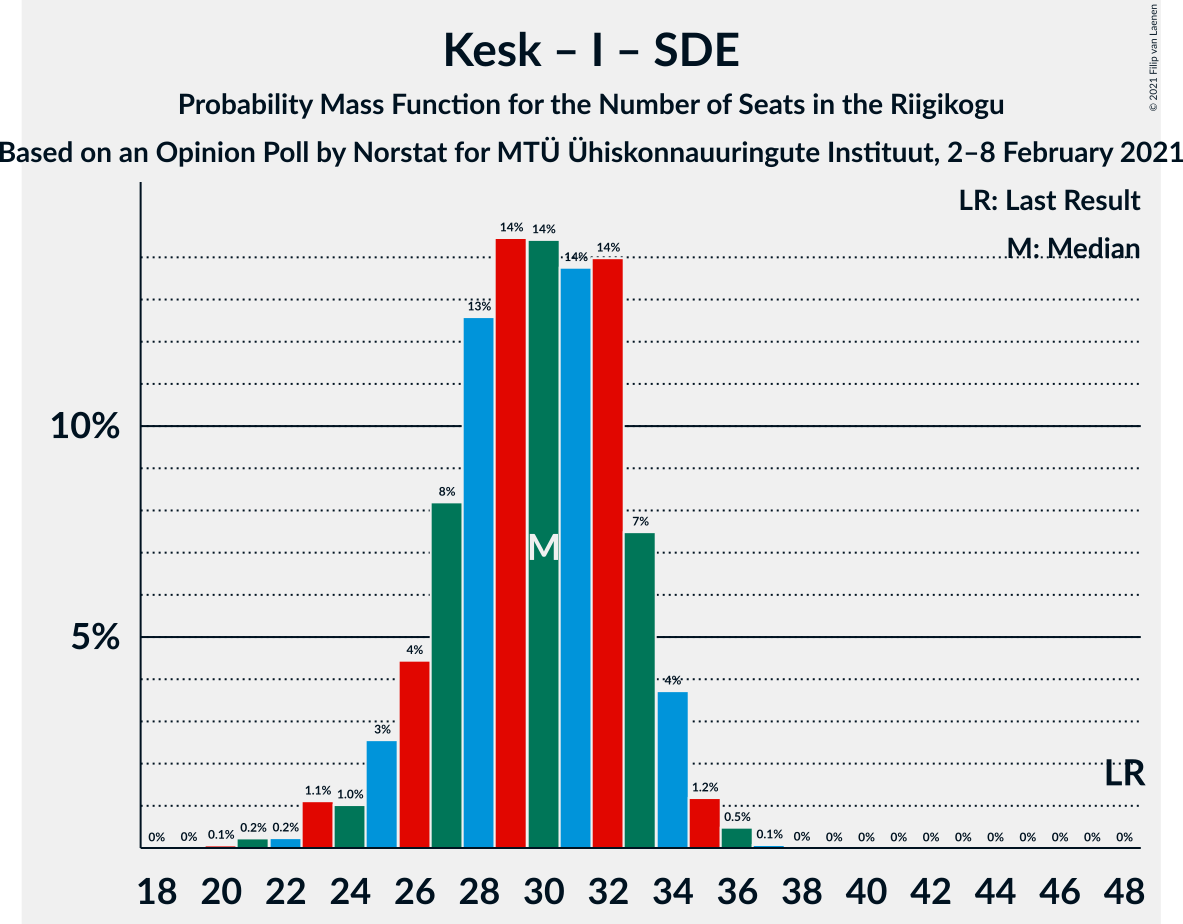 Kesk – I – SDE
Probability Mass Function for the Number of Seats in the Riigikogu
Based on an Opinion Poll by Norstat for MTÜ Ühiskonnauuringute Instituut, 2–8 February 2021
© 2021 Filip van Laenen
LR: Last Result
M: Median
14% 14% 14% 14%
13%
10%
8%
7%
M
5%
4%
4%
3%
LR
1.1% 1.0% 1.2%
0% 0% 0.1% 0.2% 0.2% 0.5% 0.1% 0% 0% 0% 0% 0% 0% 0% 0% 0% 0% 0%
18 20 22 24 26 28 30 32 34 36 38 40 42 44 46 48